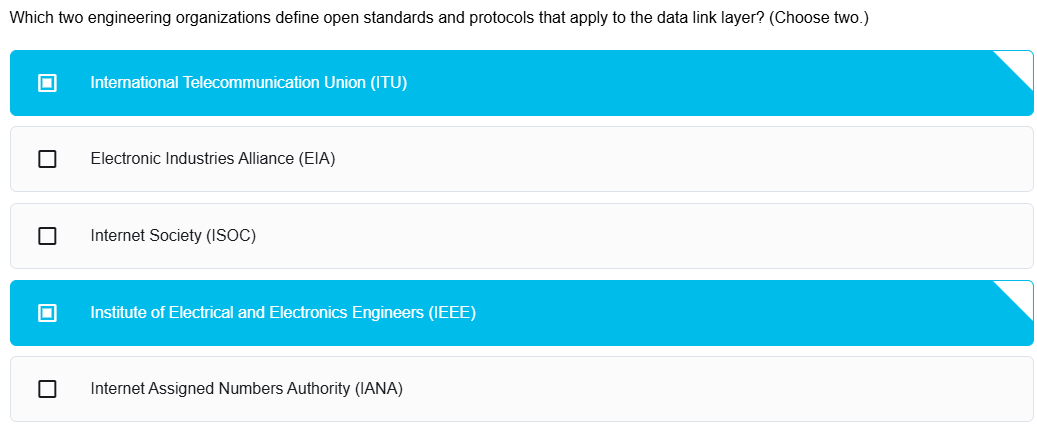 Which two engineering organizations define open standards and protocols that apply to the data link layer? (Choose two.)
International Telecommunication Union (ITU)
Electronic Industries Alliance (EIA)
Internet Society (ISOC)
Institute of Electrical and Electronics Engineers (IEEE)
Internet Assigned Numbers Authority (IANA)